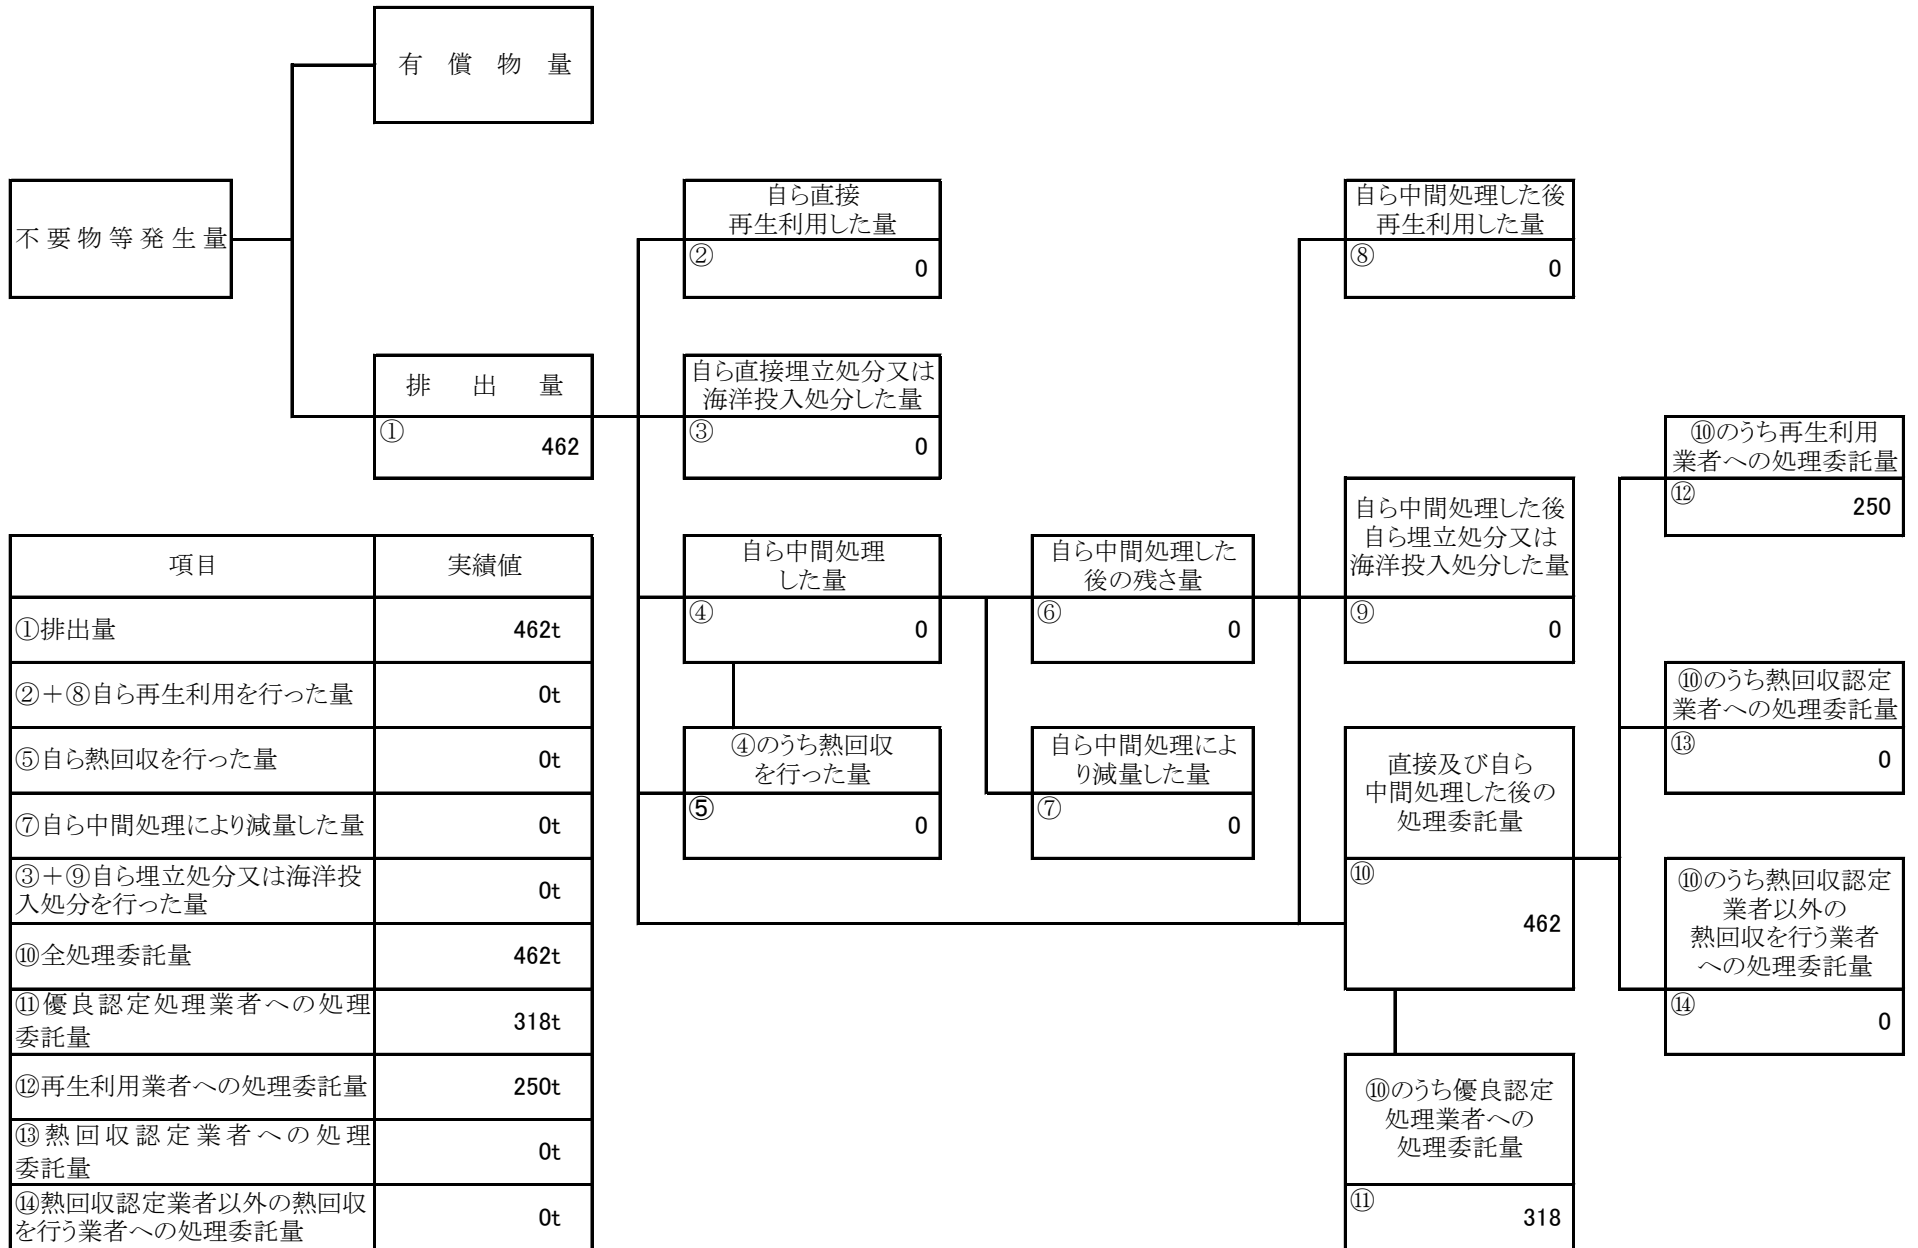 有 償 物 量
不要物等発生量
排 出 量
①
462
自ら直接
再生利用した量
②
0
自ら直接埋立処分又は
海洋投入処分した量
③
0
自ら中間処理
した量
④
0
④のうち熱回収
を行った量
⑤
0
自ら中間処理した
後の残さ量
⑥
0
自ら中間処理によ
り減量した量
⑦
0
自ら中間処理した後
再生利用した量
⑧
0
自ら中間処理した後
自ら埋立処分又は
海洋投入処分した量
⑨
0
直接及び自ら
中間処理した後の
処理委託量
⑩
462
⑩のうち優良認定
処理業者への
処理委託量
⑪
318
⑩のうち再生利用
業者への処理委託量
⑫
250
⑩のうち熱回収認定
業者への処理委託量
⑬
0
⑩のうち熱回収認定
業者以外の
熱回収を行う業者
への処理委託量
⑭
0
項目 実績値
①排出量 462t
②+⑧自ら再生利用を行った量 0t
⑤自ら熱回収を行った量 0t
⑦自ら中間処理により減量した量 0t
③+⑨自ら埋立処分又は海洋投
入処分を行った量 0t
⑩全処理委託量 462t
⑪優良認定処理業者への処理
委託量 318t
⑫再生利用業者への処理委託量 250t
⑬熱回収認定業者への処理
委託量 0t
⑭熱回収認定業者以外の熱回収
を行う業者への処理委託量 0t